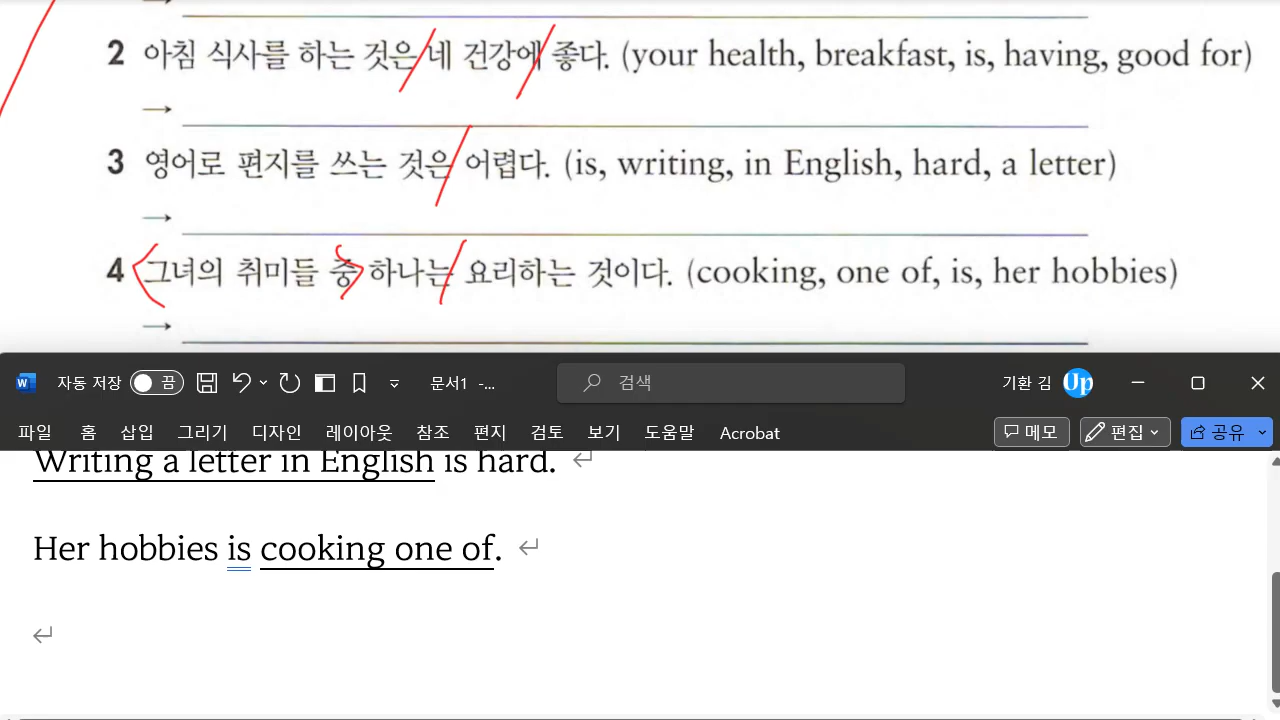 2 아침 식사를 하는 것은 네 건강에 좋다. (your health, breakfast, is, having, good for)
→
3 영어로 편지를 쓰는 것은 어렵다. (is, writing, in English, hard, a letter)
→
4 그녀의 취미들 중 하나는 요리하는 것이다. (cooking, one of, is, her hobbies)
→
자동 저장 끔 문서1 -... 검색 기환 김 Up
파일 홈 삽입 그리기 디자인 레이아웃 참조 편지 검토 보기 도움말 Acrobat 메모 편집 공유
Writing a letter in English is hard.
Her hobbies is cooking one of.